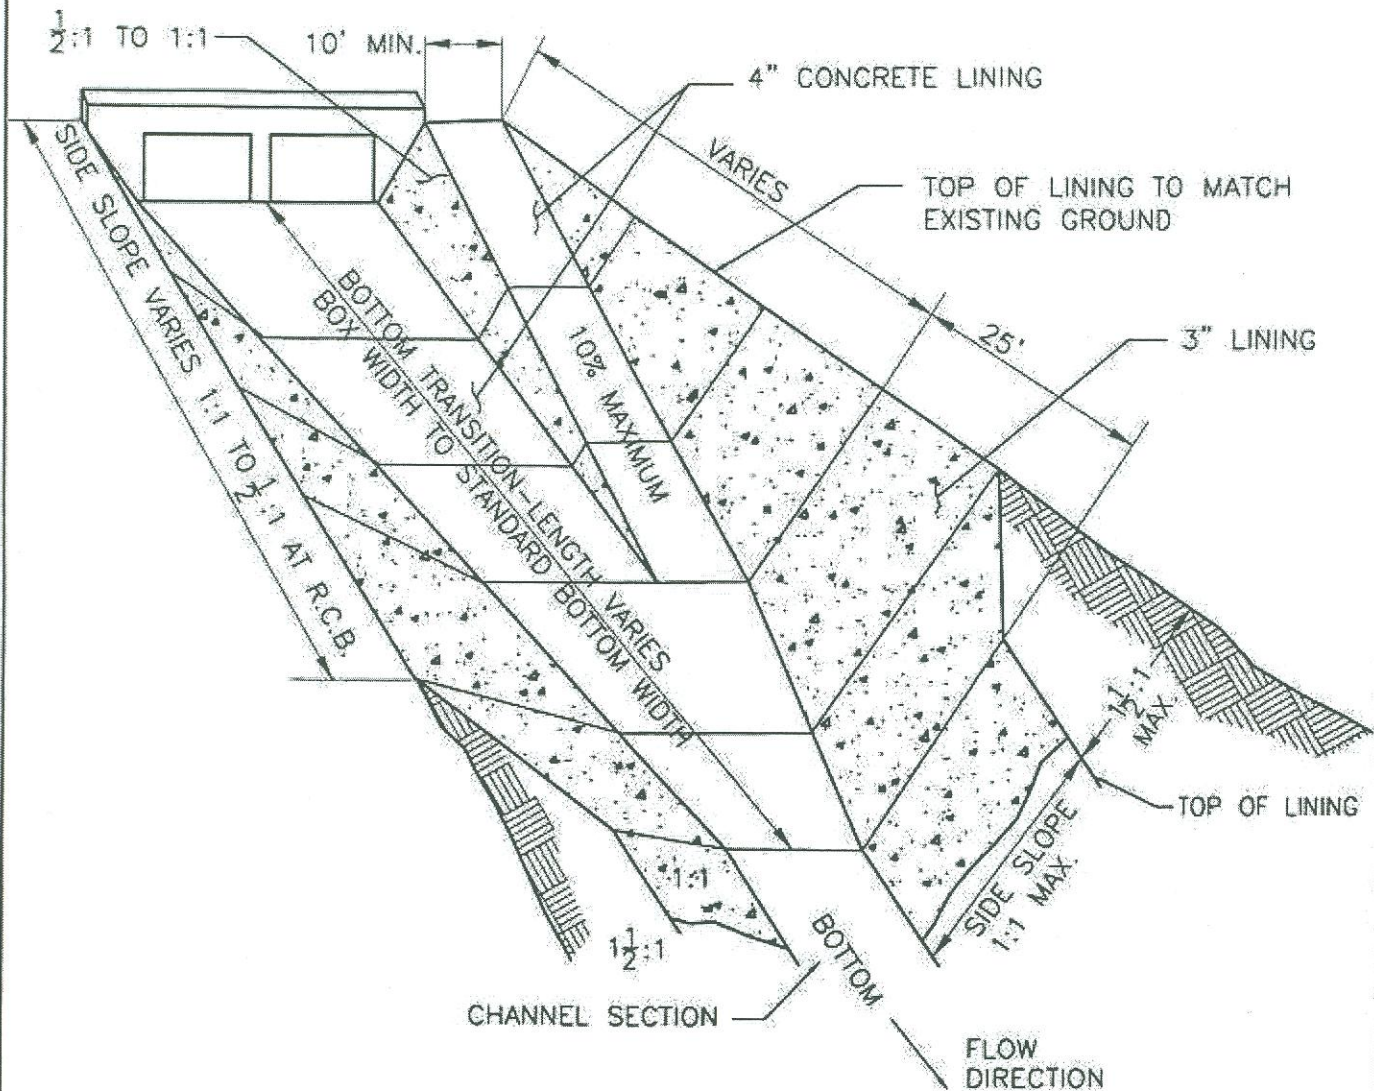 1/2:1 TO 1:1
10' MIN.
4" CONCRETE LINING
VARIES
TOP OF LINING TO MATCH
EXISTING GROUND
25'
3" LINING
SIDE SLOPE VARIES 1:1 TO 1/2:1 AT R.C.B.
BOTTOM TRANSITION-LENGTH VARIES
BOX WIDTH TO STANDARD BOTTOM WIDTH
10% MAXIMUM
1 1/2:1
MAX.
TOP OF LINING
SIDE SLOPE
1:1 MAX.
1:1
1 1/2:1
BOTTOM
CHANNEL SECTION
FLOW
DIRECTION